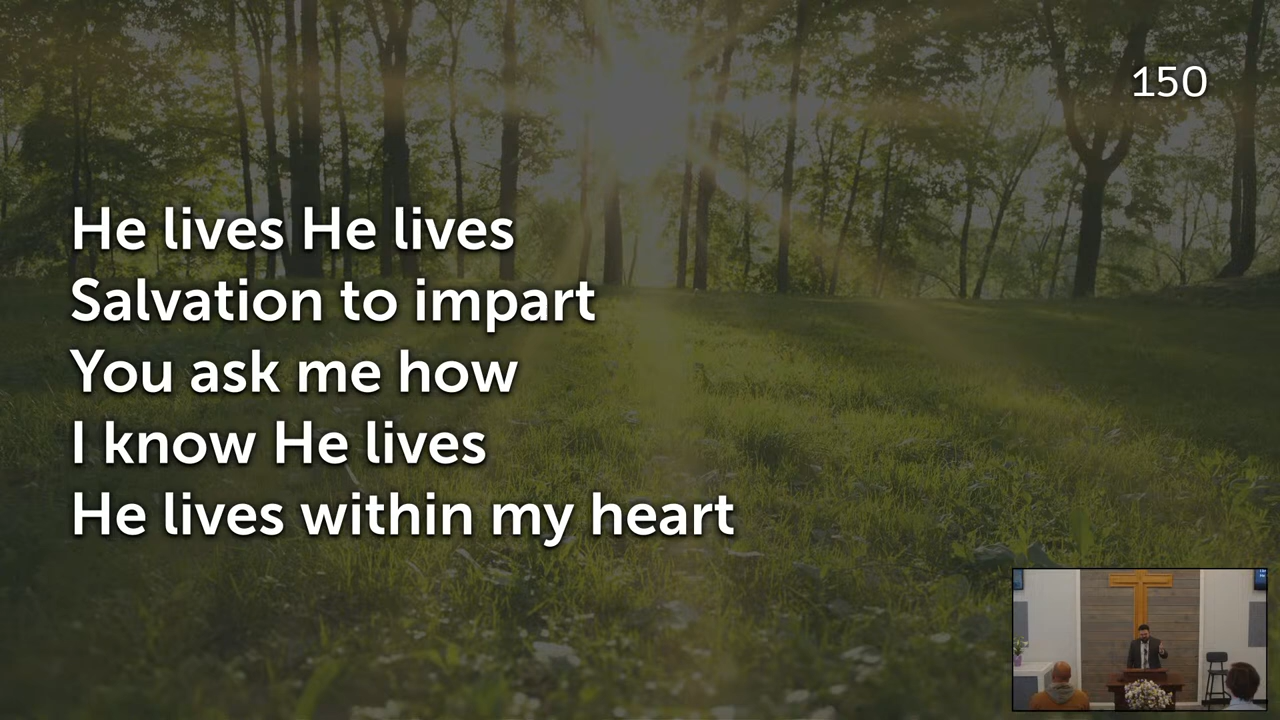 150
He lives He lives
Salvation to impart
You ask me how
I know He lives
He lives within my heart